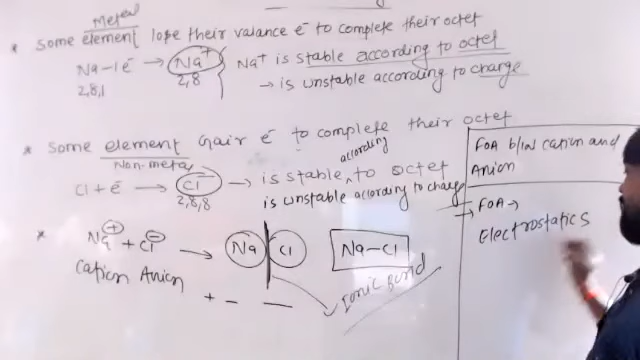 Metal
* Some element lose their valance e⁻ to complete their octet
Na-1e⁻ → Na⁺ Na⁺ is stable according to octet
2,8,1 2,8 → is unstable according to charge
* Some element Gair e⁻ to complete their octet
Non-metal
according
Cl + e⁻ → Cl⁻ → is stable, to octet
2,8,8 is unstable according to charge
* Na⁺ + Cl⁻ → Na Cl Na-Cl
Cation Anion
+ - Ionic Bond
FOA b/w cation and
Anion
→ FOA →
Electrostatics